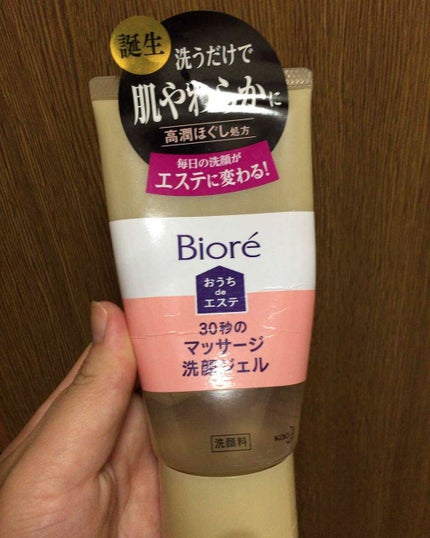 誕生
洗うだけで
肌やわらかに
高潤ほぐし処方
毎日の洗顔が
エステに変わる!
Bioré
おうち
de
エステ
30秒の
マッサージ
洗顔ジェル
洗顔料